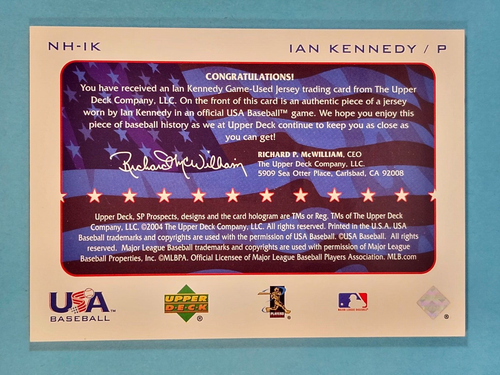 NH-IK
IAN KENNEDY / P
CONGRATULATIONS!
You have received an Ian Kennedy Game-Used Jersey trading card from The Upper
Deck Company, LLC. On the front of this card is an authentic piece of a jersey
worn by Ian Kennedy in an official USA Baseball™ game. We hope you enjoy this
piece of baseball history as we at Upper Deck continue to keep you as close as
you can get!
Richard P. McWilliam
RICHARD P. McWILLIAM, CEO
The Upper Deck Company, LLC.
5909 Sea Otter Place, Carlsbad, CA 92008
Upper Deck, SP Prospects, designs and the card hologram are TMs or Reg. TMs of The Upper Deck
Company, LLC. ©2004 The Upper Deck Company, LLC. All rights reserved. Printed in the U.S.A. USA
Baseball trademarks and copyrights are used with the permission of USA Baseball. ©USA Baseball. All rights
reserved. Major League Baseball trademarks and copyrights are used with permission of Major League
Baseball Properties, Inc. ©MLBPA. Official Licensee of Major League Baseball Players Association. MLB.com
USA™
BASEBALL
UPPER
DECK®
PLAYERS
®